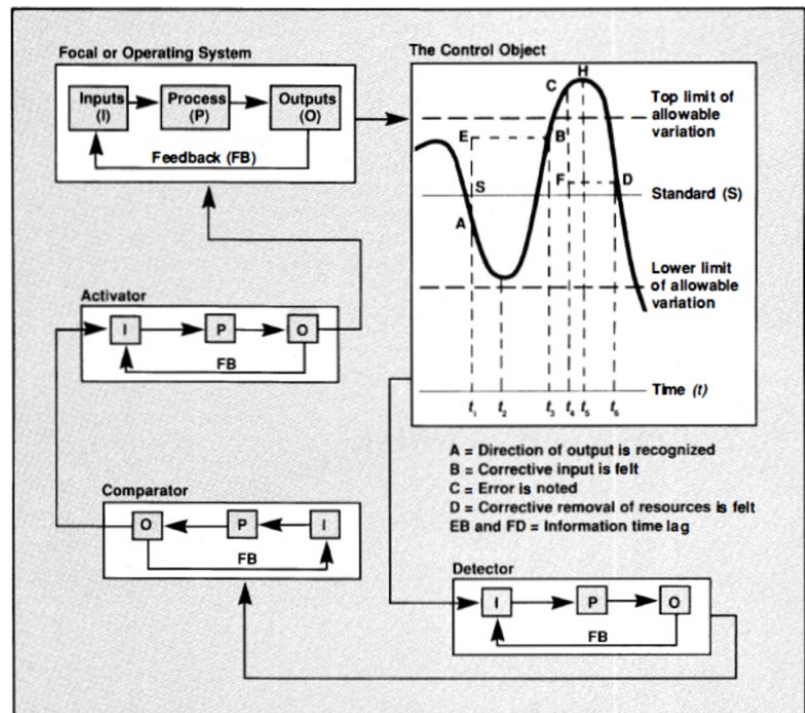 Focal or Operating System
Inputs
(I)
Process
(P)
Outputs
(O)
Feedback (FB)
The Control Object
H
C
Top limit of
allowable
variation
E
B
S
F
D
Standard (S)
A
Lower limit
of allowable
variation
Time (t)
t₁ t₂ t₃ t₄ t₅ t₆
Activator
I P O
FB
A = Direction of output is recognized
B = Corrective input is felt
C = Error is noted
D = Corrective removal of resources is felt
EB and FD = Information time lag
Comparator
O P I
FB
Detector
I P O
FB